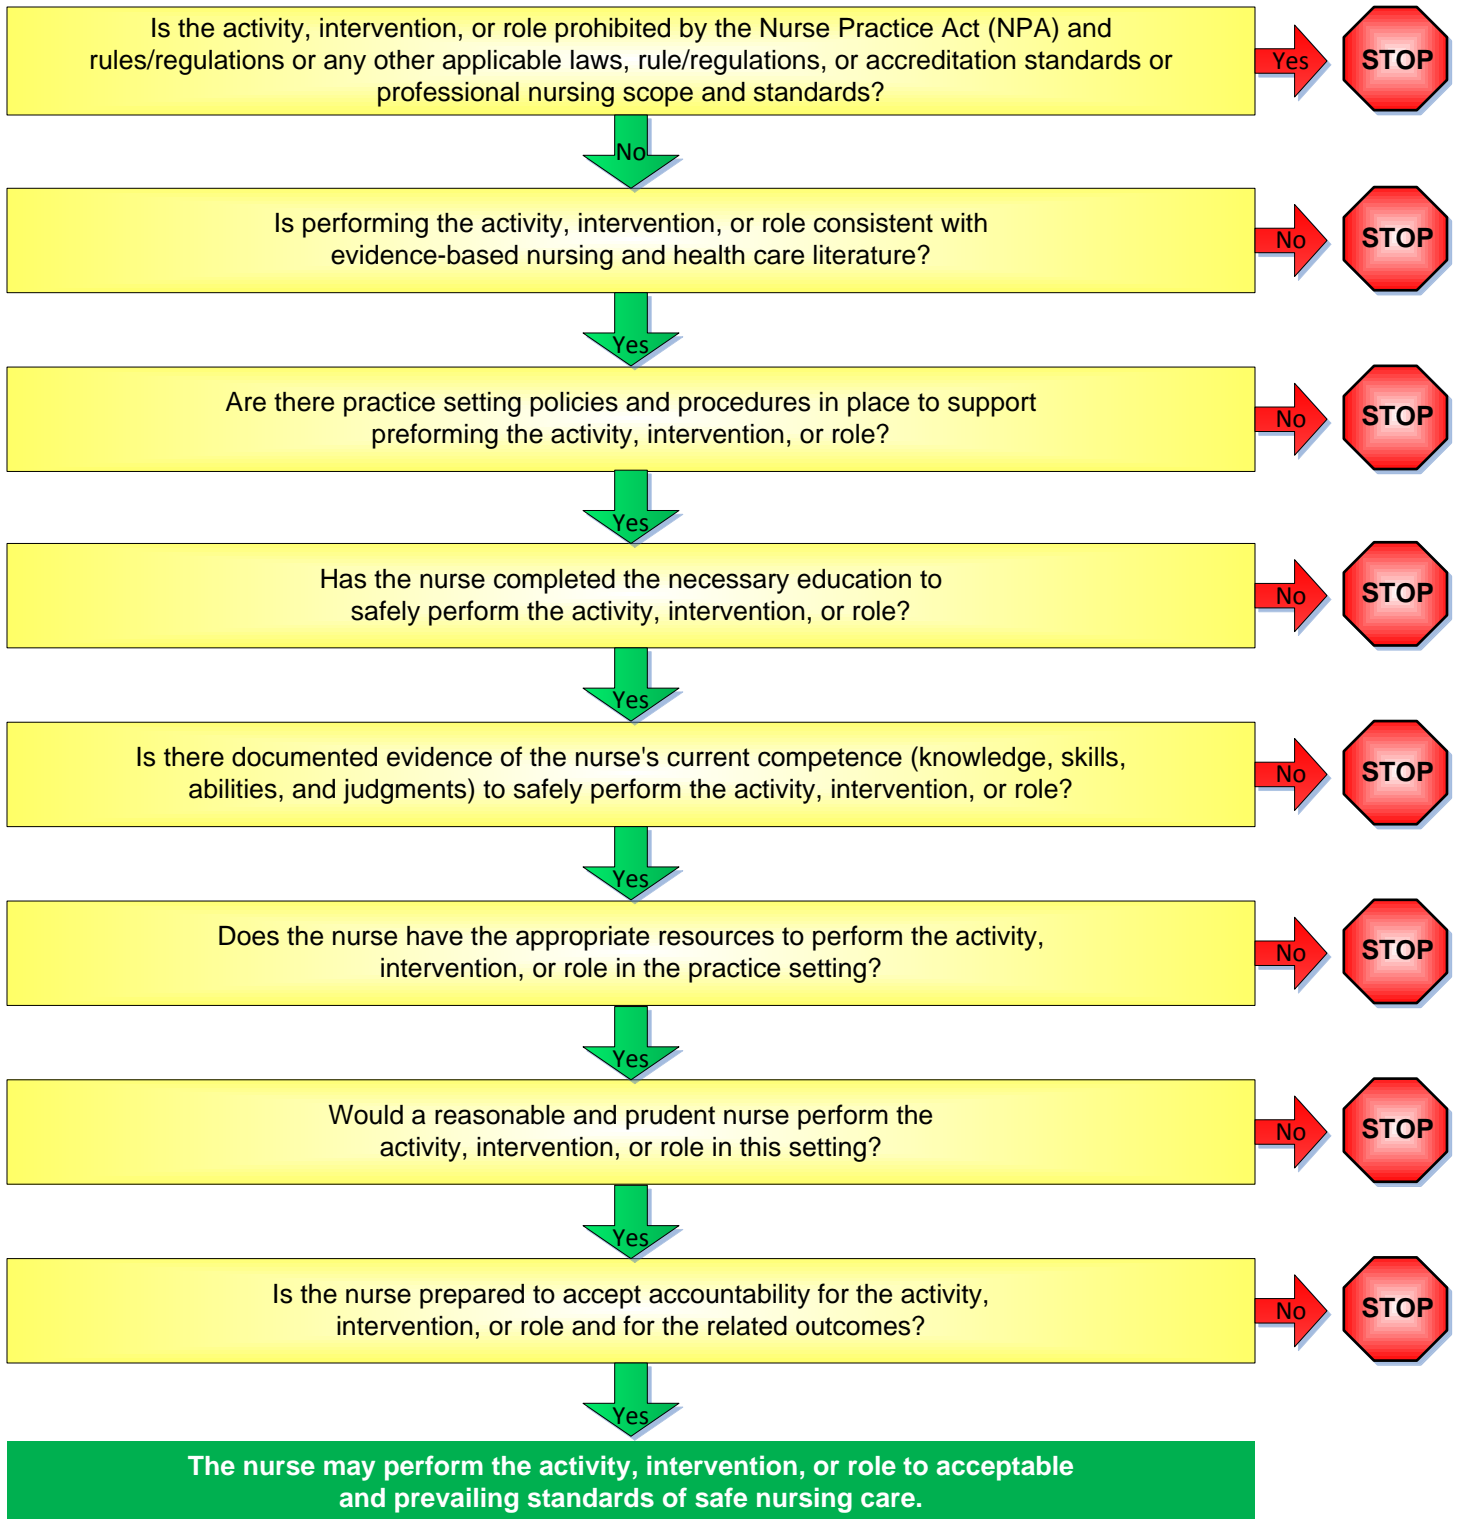 Is the activity, intervention, or role prohibited by the Nurse Practice Act (NPA) and
rules/regulations or any other applicable laws, rule/regulations, or accreditation standards or
professional nursing scope and standards?
Yes
STOP
No
Is performing the activity, intervention, or role consistent with
evidence-based nursing and health care literature?
No
STOP
Yes
Are there practice setting policies and procedures in place to support
preforming the activity, intervention, or role?
No
STOP
Yes
Has the nurse completed the necessary education to
safely perform the activity, intervention, or role?
No
STOP
Yes
Is there documented evidence of the nurse's current competence (knowledge, skills,
abilities, and judgments) to safely perform the activity, intervention, or role?
No
STOP
Yes
Does the nurse have the appropriate resources to perform the activity,
intervention, or role in the practice setting?
No
STOP
Yes
Would a reasonable and prudent nurse perform the
activity, intervention, or role in this setting?
No
STOP
Yes
Is the nurse prepared to accept accountability for the activity,
intervention, or role and for the related outcomes?
No
STOP
Yes
The nurse may perform the activity, intervention, or role to acceptable
and prevailing standards of safe nursing care.